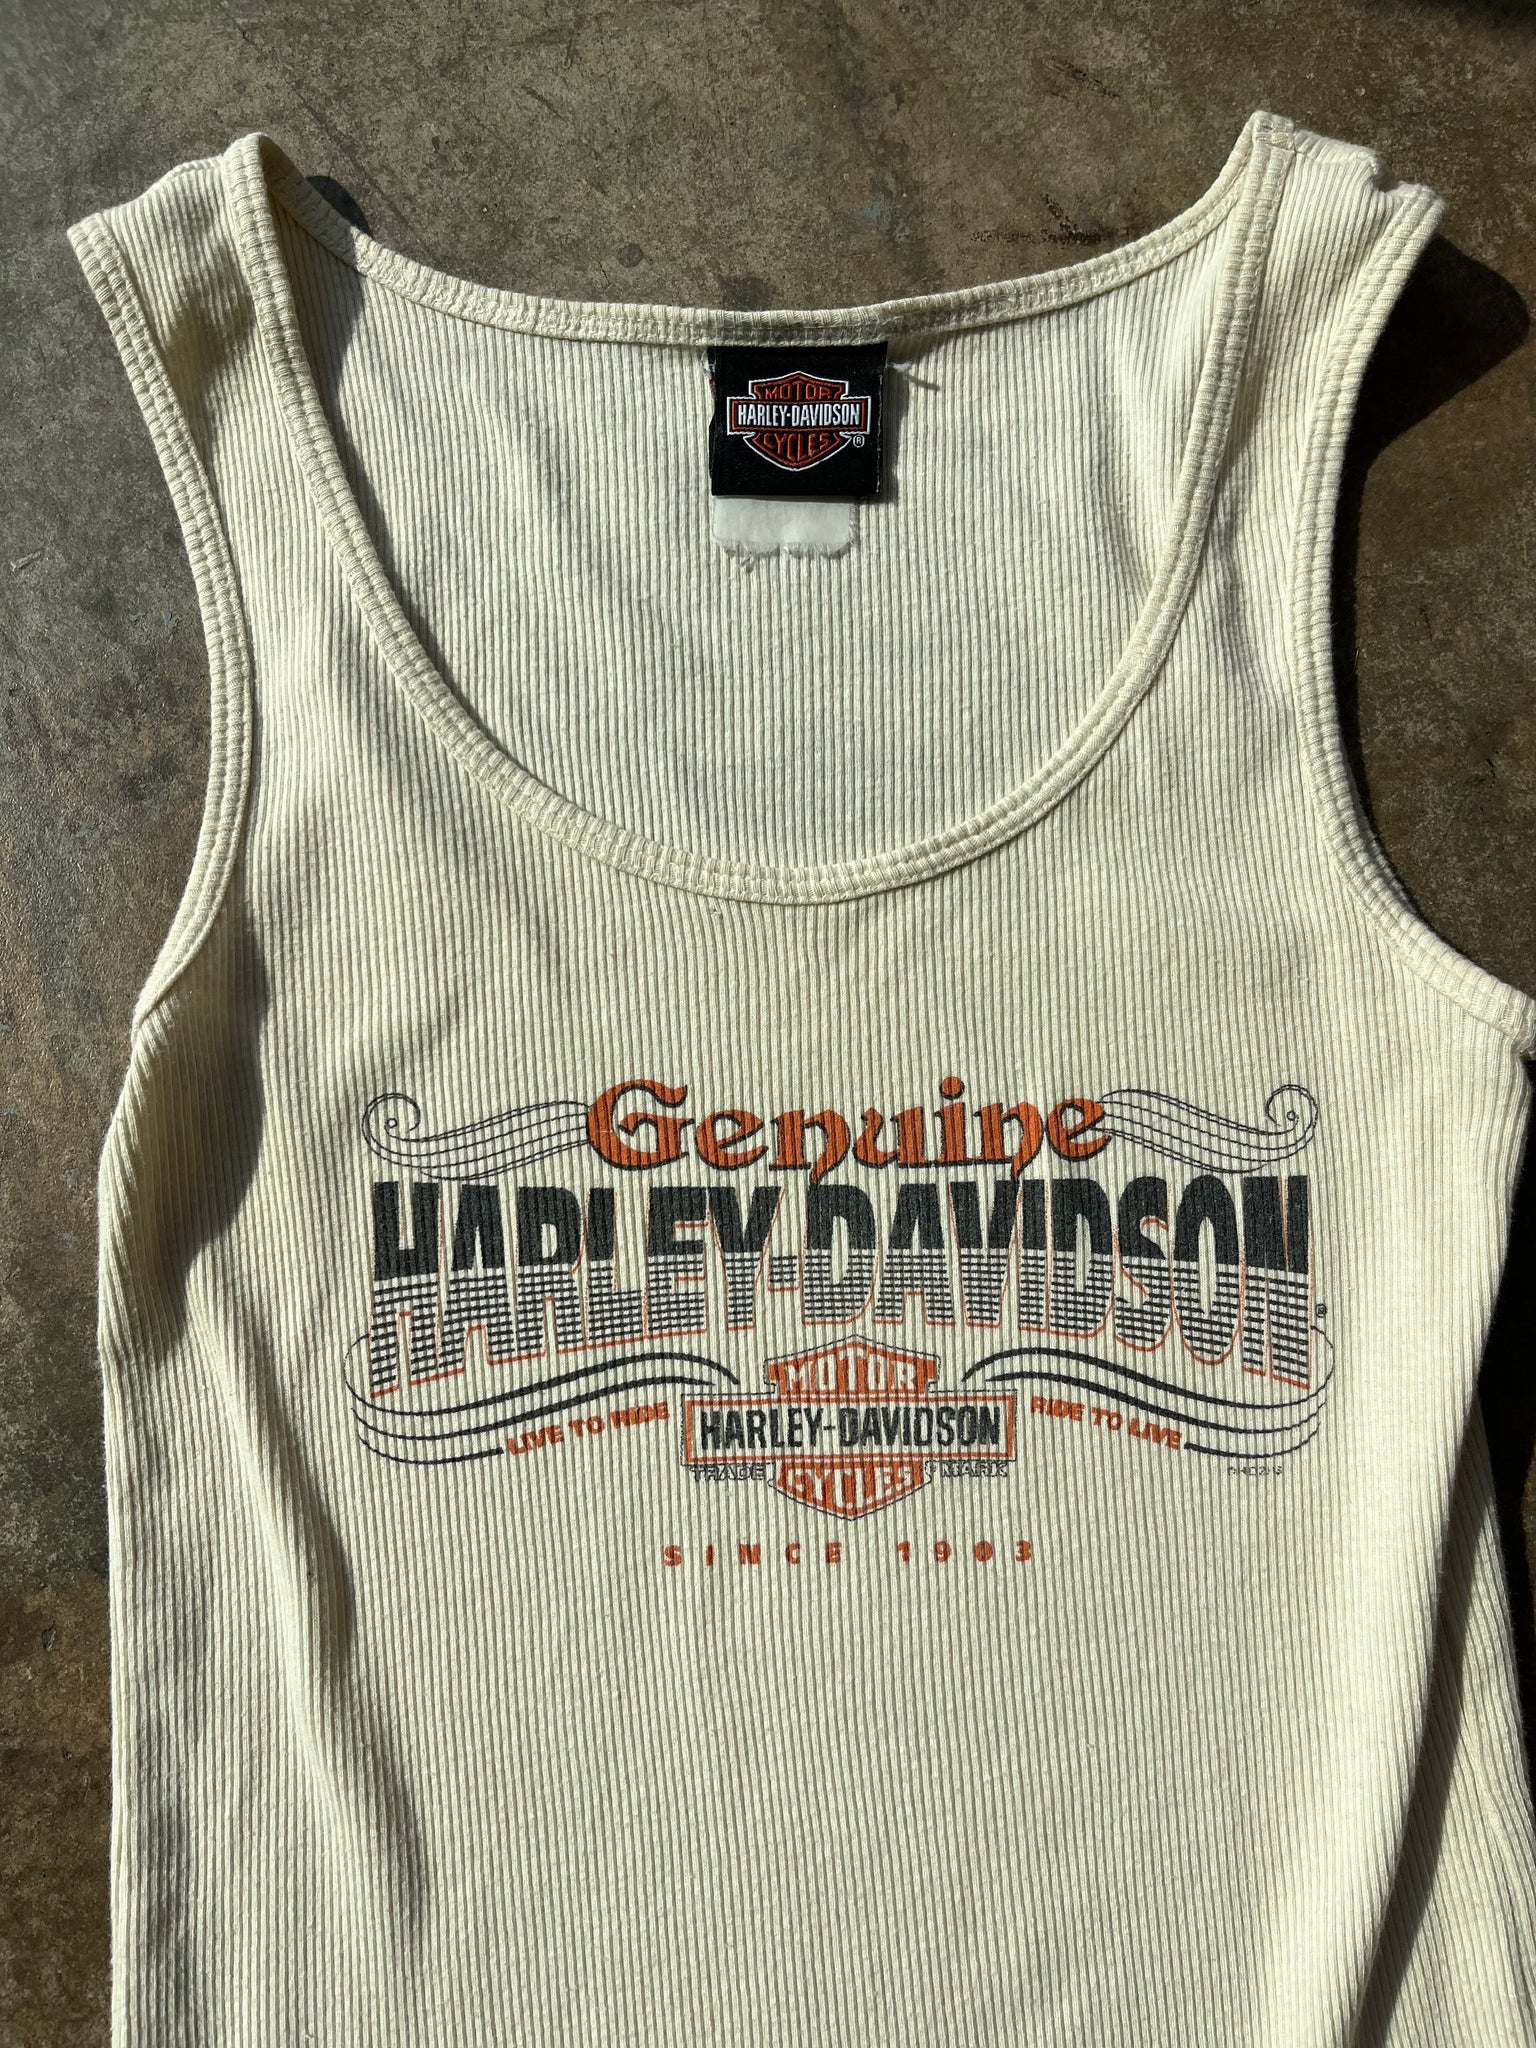 MOTOR
HARLEY-DAVIDSON
CYCLES ®
Genuine
HARLEY-DAVIDSON ®
LIVE TO RIDE
MOTOR
HARLEY-DAVIDSON
CYCLES
RIDE TO LIVE
TRADE MARK
SINCE 1903